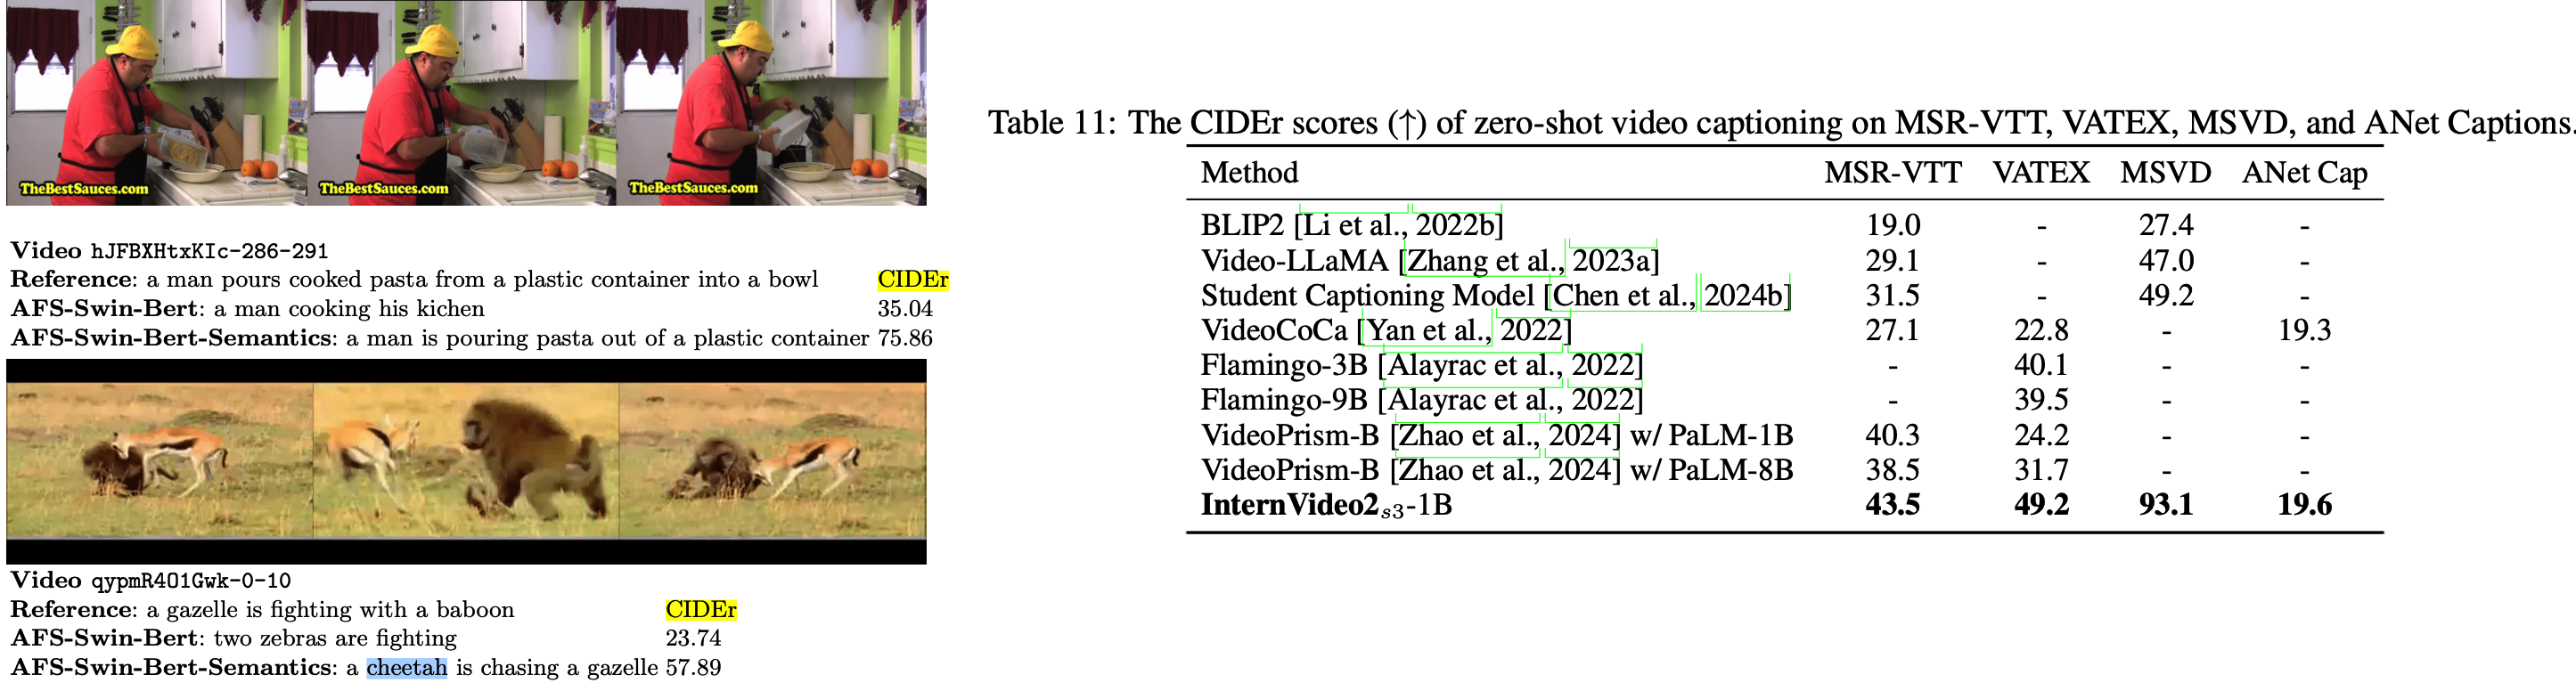 TheBestSauces.com TheBestSauces.com TheBestSauces.com
Video hJFBXHtxKIc-286-291
Reference: a man pours cooked pasta from a plastic container into a bowl CIDEr
AFS-Swin-Bert: a man cooking his kichen 35.04
AFS-Swin-Bert-Semantics: a man is pouring pasta out of a plastic container 75.86
Video qypmR4O1Gwk-0-10
Reference: a gazelle is fighting with a baboon CIDEr
AFS-Swin-Bert: two zebras are fighting 23.74
AFS-Swin-Bert-Semantics: a cheetah is chasing a gazelle 57.89
Table 11: The CIDEr scores (↑) of zero-shot video captioning on MSR-VTT, VATEX, MSVD, and ANet Captions.
Method MSR-VTT VATEX MSVD ANet Cap
BLIP2 [Li et al., 2022b] 19.0 - 27.4 -
Video-LLaMA [Zhang et al., 2023a] 29.1 - 47.0 -
Student Captioning Model [Chen et al., 2024b] 31.5 - 49.2 -
VideoCoCa [Yan et al., 2022] 27.1 22.8 - 19.3
Flamingo-3B [Alayrac et al., 2022] - 40.1 - -
Flamingo-9B [Alayrac et al., 2022] - 39.5 - -
VideoPrism-B [Zhao et al., 2024] w/ PaLM-1B 40.3 24.2 - -
VideoPrism-B [Zhao et al., 2024] w/ PaLM-8B 38.5 31.7 - -
InternVideo2s3-1B 43.5 49.2 93.1 19.6